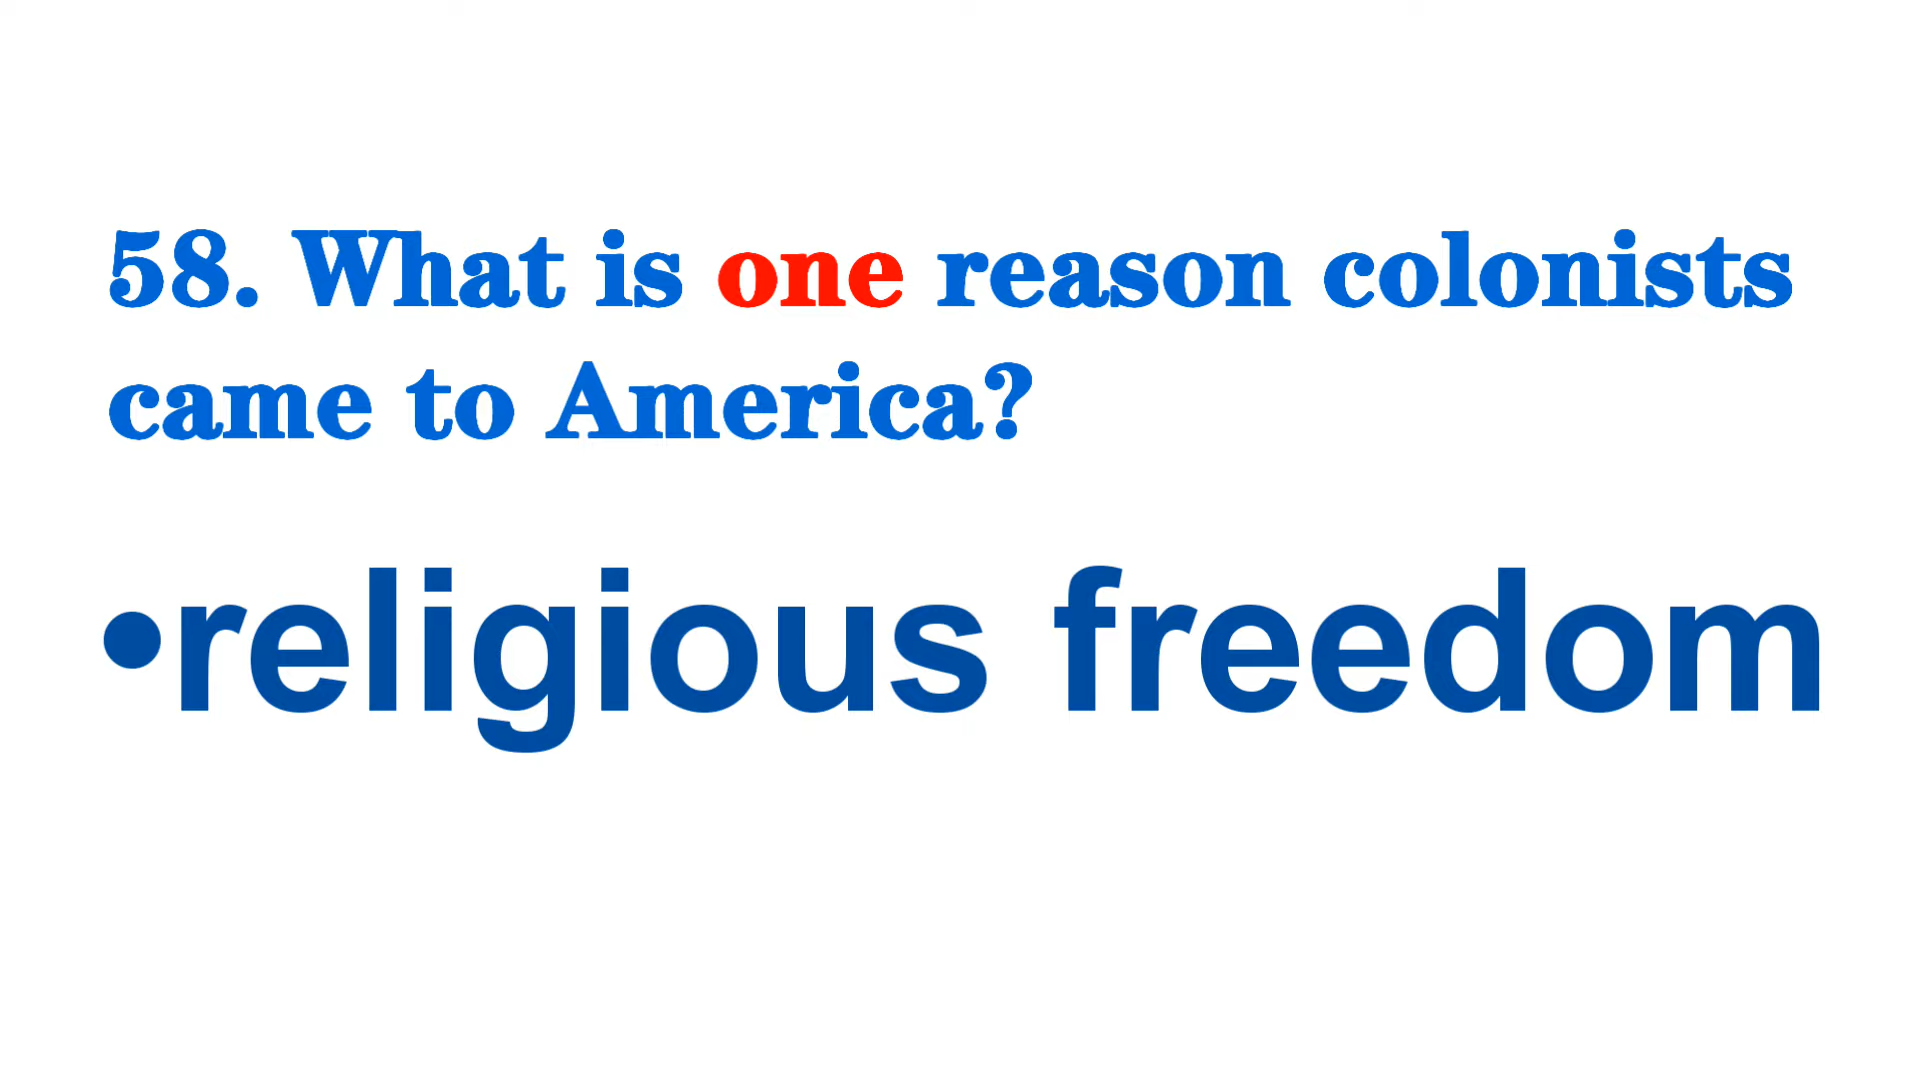 58. What is one reason colonists
came to America?
•religious freedom